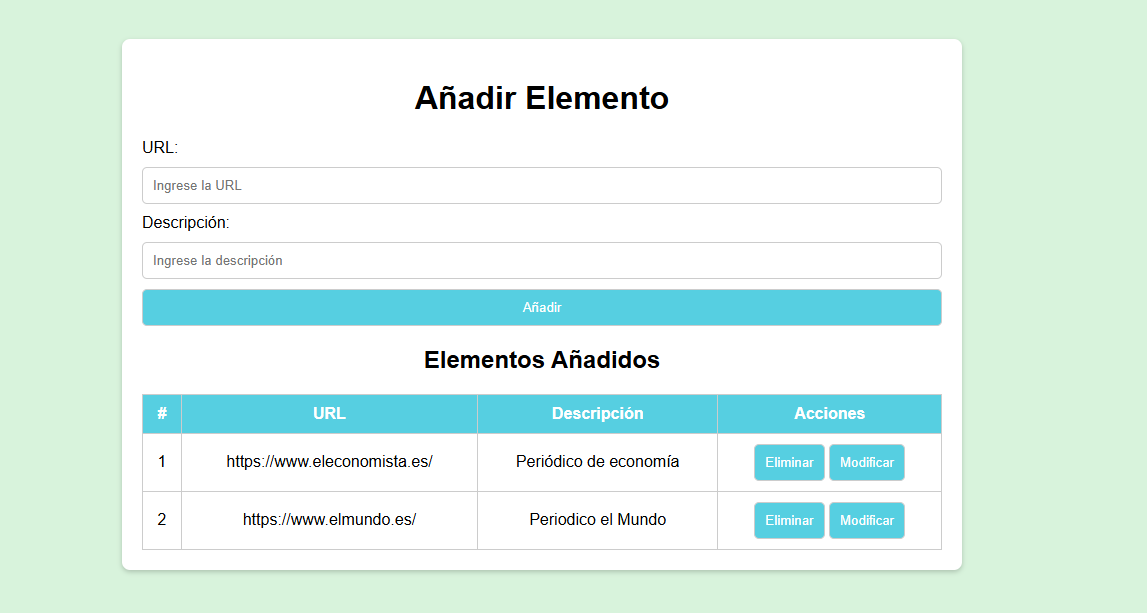 Añadir Elemento
URL:
Ingrese la URL
Descripción:
Ingrese la descripción
Añadir
Elementos Añadidos
# URL Descripción Acciones
1 https://www.eleconomista.es/ Periódico de economía Eliminar Modificar
2 https://www.elmundo.es/ Periodico el Mundo Eliminar Modificar